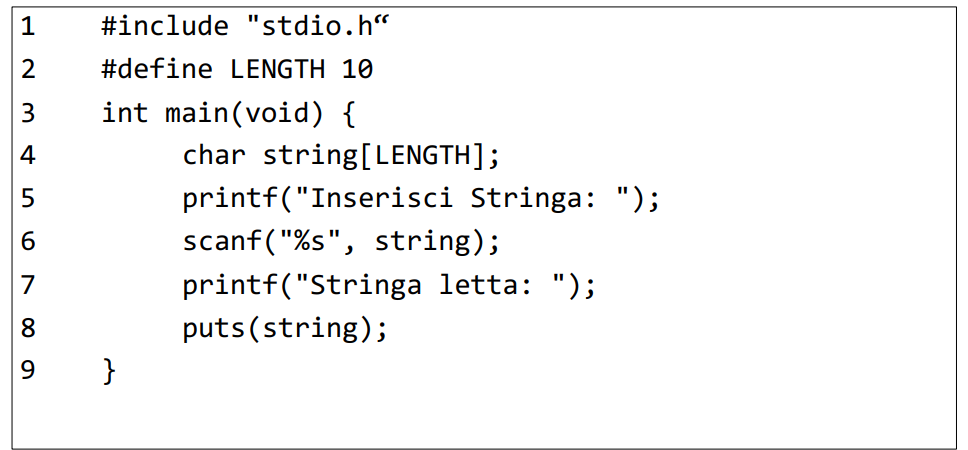 1 #include "stdio.h“
2 #define LENGTH 10
3 int main(void) {
4 char string[LENGTH];
5 printf("Inserisci Stringa: ");
6 scanf("%s", string);
7 printf("Stringa letta: ");
8 puts(string);
9 }